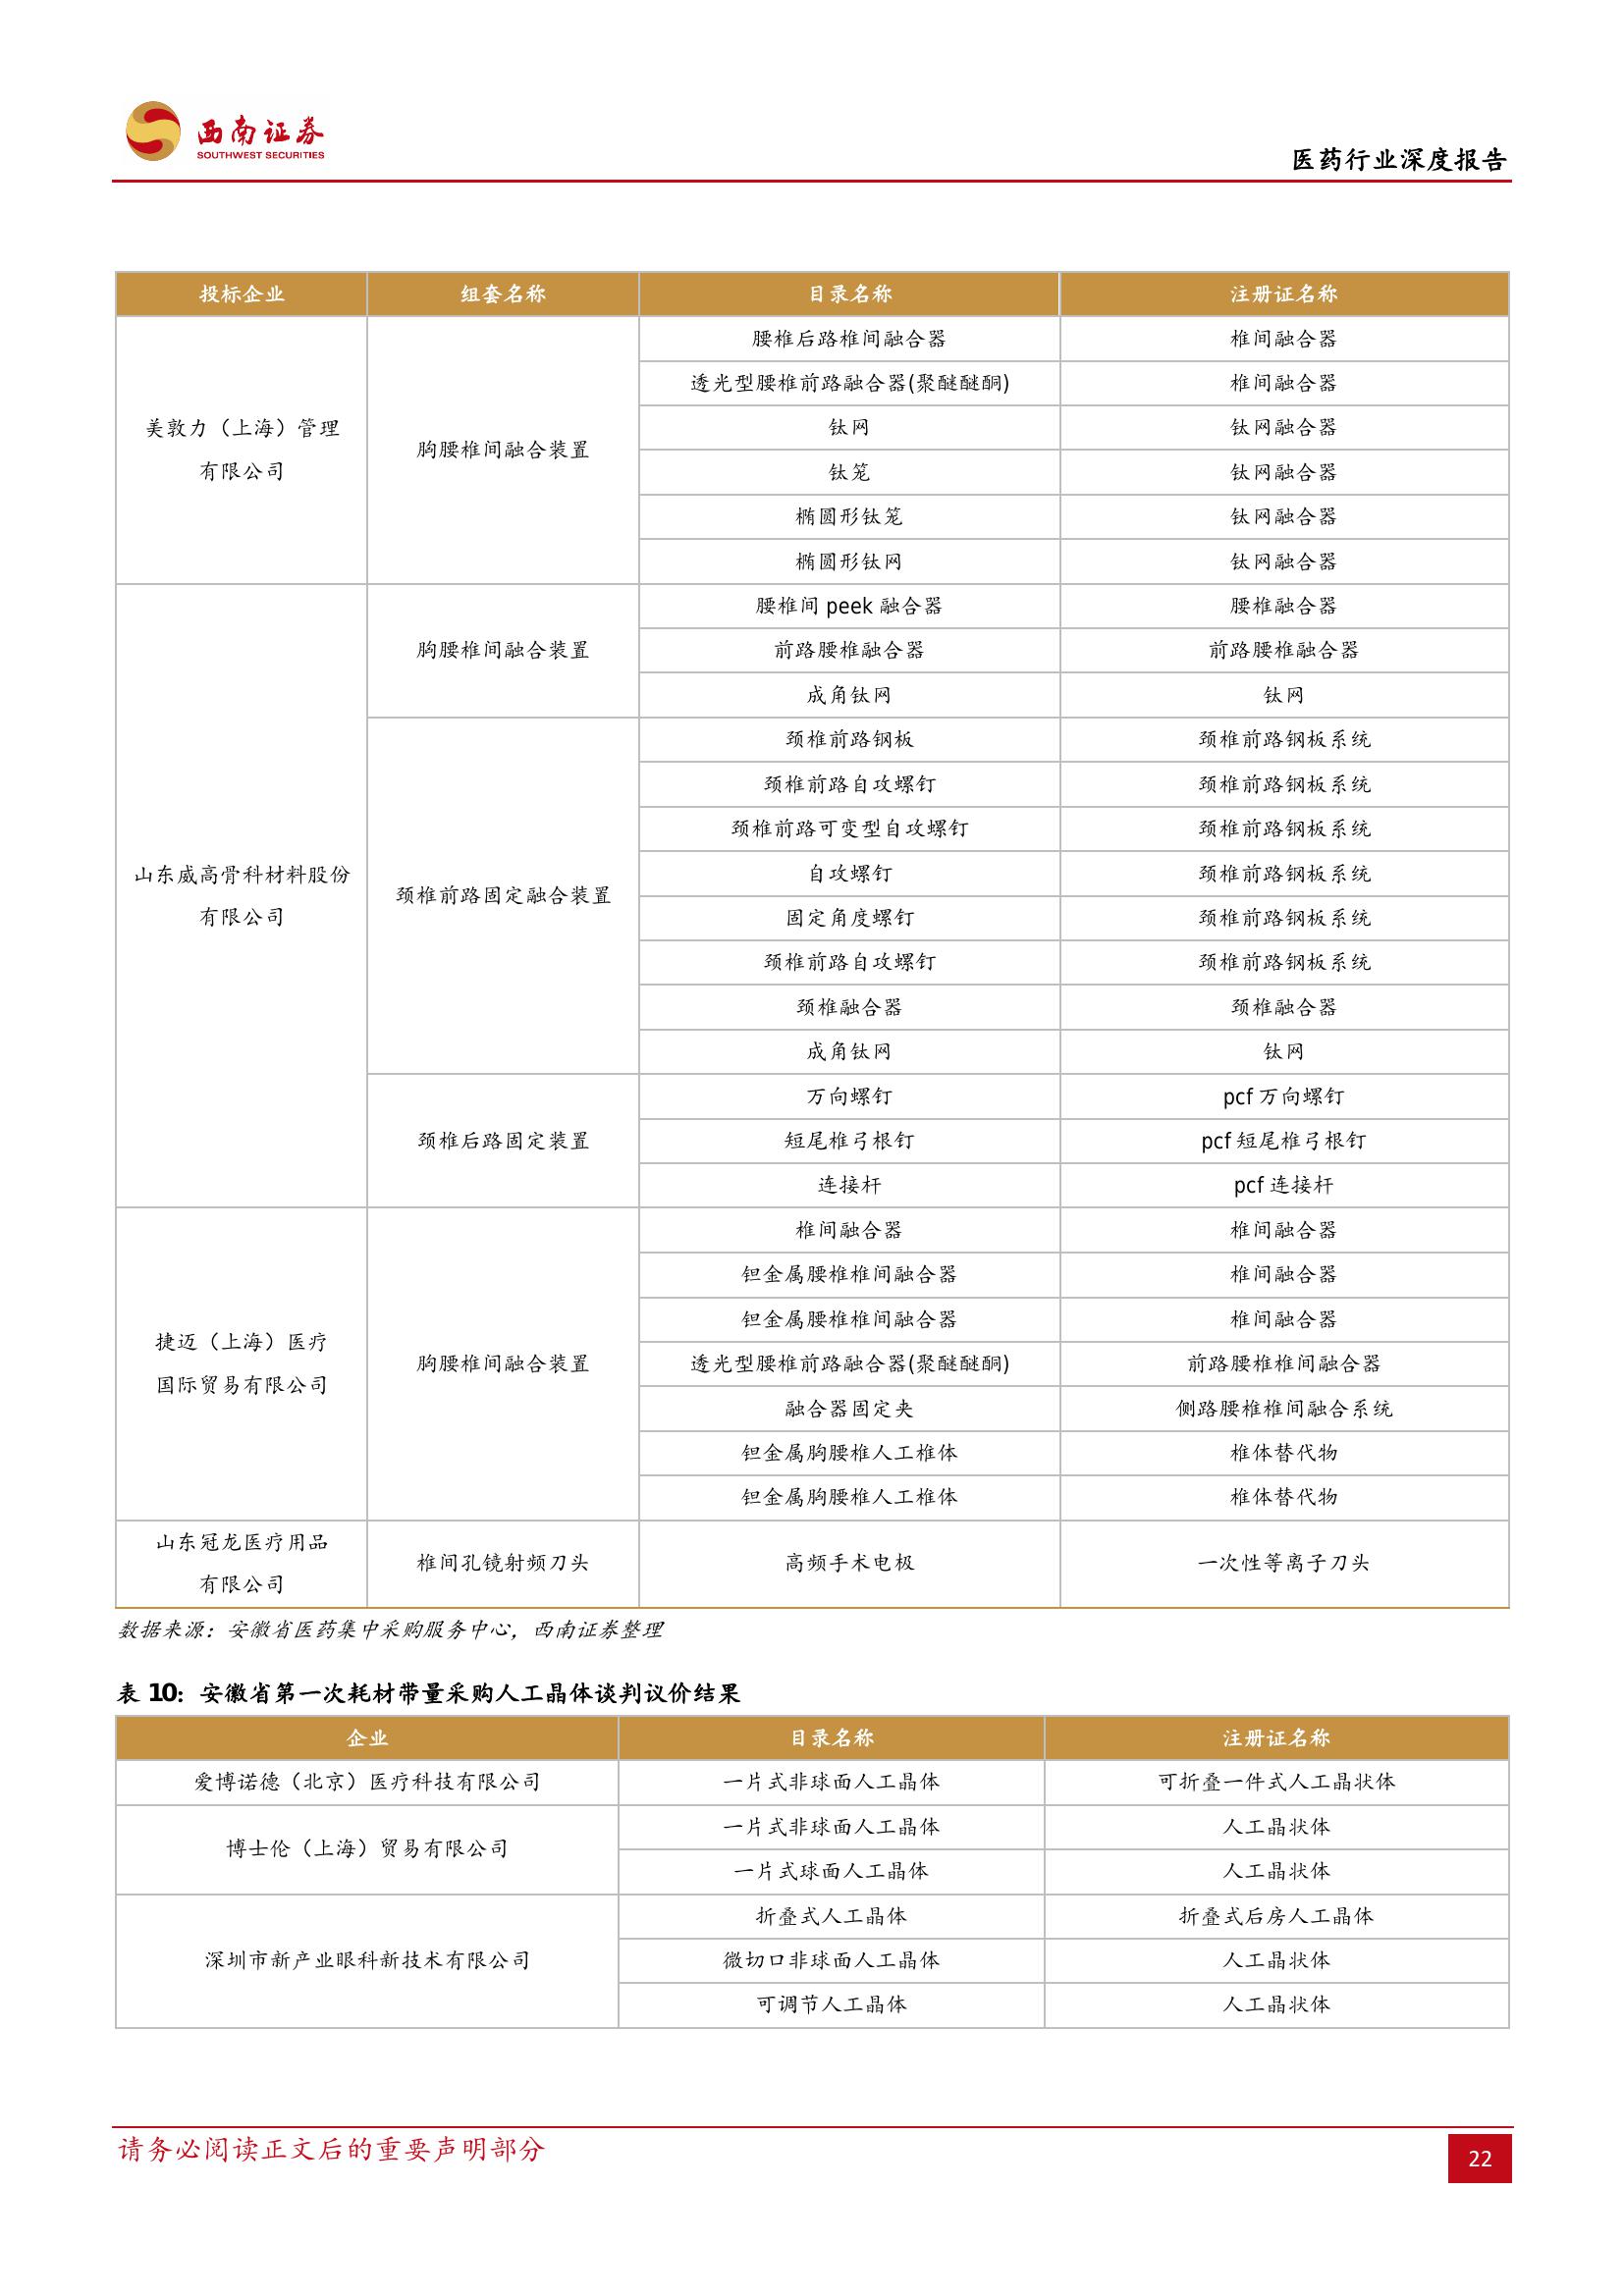 西南证券
SOUTHWEST SECURITIES
医药行业深度报告
投标企业 组套名称 目录名称 注册证名称
美敦力（上海）管理
有限公司
胸腰椎间融合装置
腰椎后路椎间融合器 椎间融合器
透光型腰椎前路融合器(聚醚醚酮) 椎间融合器
钛网 钛网融合器
钛笼 钛网融合器
椭圆形钛笼 钛网融合器
椭圆形钛网 钛网融合器
山东威高骨科材料股份
有限公司
胸腰椎间融合装置
腰椎间 peek 融合器 腰椎融合器
前路腰椎融合器 前路腰椎融合器
成角钛网 钛网
颈椎前路固定融合装置
颈椎前路钢板 颈椎前路钢板系统
颈椎前路自攻螺钉 颈椎前路钢板系统
颈椎前路可变型自攻螺钉 颈椎前路钢板系统
自攻螺钉 颈椎前路钢板系统
固定角度螺钉 颈椎前路钢板系统
颈椎前路自攻螺钉 颈椎前路钢板系统
颈椎融合器 颈椎融合器
成角钛网 钛网
颈椎后路固定装置
万向螺钉 pcf 万向螺钉
短尾椎弓根钉 pcf 短尾椎弓根钉
连接杆 pcf 连接杆
捷迈（上海）医疗
国际贸易有限公司
胸腰椎间融合装置
椎间融合器 椎间融合器
钽金属腰椎椎间融合器 椎间融合器
钽金属腰椎椎间融合器 椎间融合器
透光型腰椎前路融合器(聚醚醚酮) 前路腰椎椎间融合器
融合器固定夹 侧路腰椎椎间融合系统
钽金属胸腰椎人工椎体 椎体替代物
钽金属胸腰椎人工椎体 椎体替代物
山东冠龙医疗用品
有限公司
椎间孔镜射频刀头 高频手术电极 一次性等离子刀头
数据来源：安徽省医药集中采购服务中心，西南证券整理
表 10：安徽省第一次耗材带量采购人工晶体谈判议价结果
企业 目录名称 注册证名称
爱博诺德（北京）医疗科技有限公司 一片式非球面人工晶体 可折叠一件式人工晶状体
博士伦（上海）贸易有限公司
一片式非球面人工晶体 人工晶状体
一片式球面人工晶体 人工晶状体
深圳市新产业眼科新技术有限公司
折叠式人工晶体 折叠式后房人工晶体
微切口非球面人工晶体 人工晶状体
可调节人工晶体 人工晶状体
请务必阅读正文后的重要声明部分
22